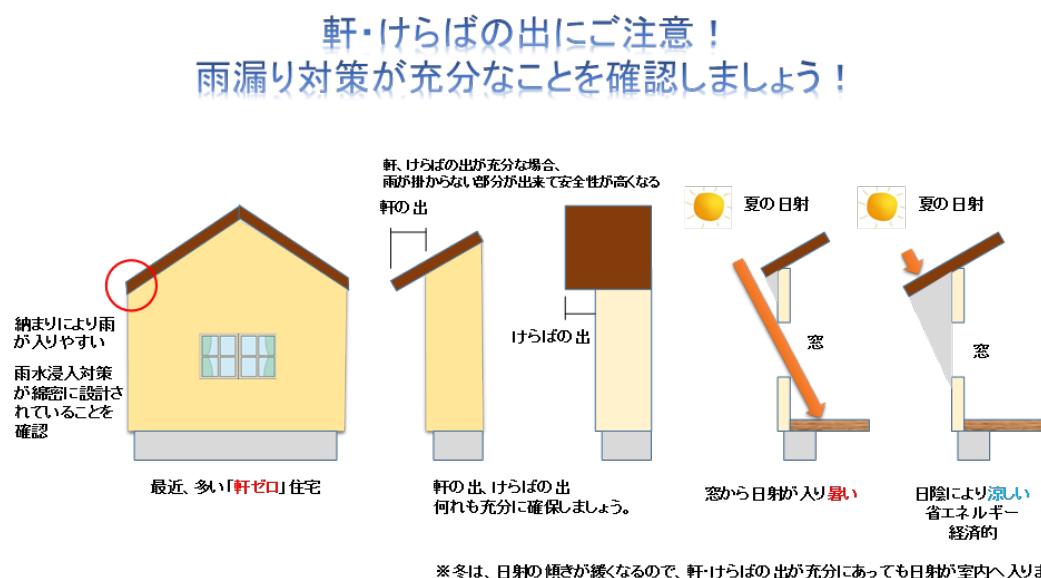 軒・けらばの出にご注意！
雨漏り対策が充分なことを確認しましょう！
軒、けらばの出が充分な場合、
雨が掛からない部分が出来て安全性が高くなる
軒の出
けらばの出
納まりにより雨
が入りやすい
雨水浸入対策
が綿密に設計さ
れていることを
確認
最近、多い「軒ゼロ」住宅
軒の出、けらばの出
何れも充分に確保しましょう。
夏の日射
窓
窓から日射が入り暑い
夏の日射
窓
日陰により涼しい
省エネルギー
経済的
※冬は、日射の傾きが緩くなるので、軒・けらばの出が充分にあっても日射が室内へ入りま